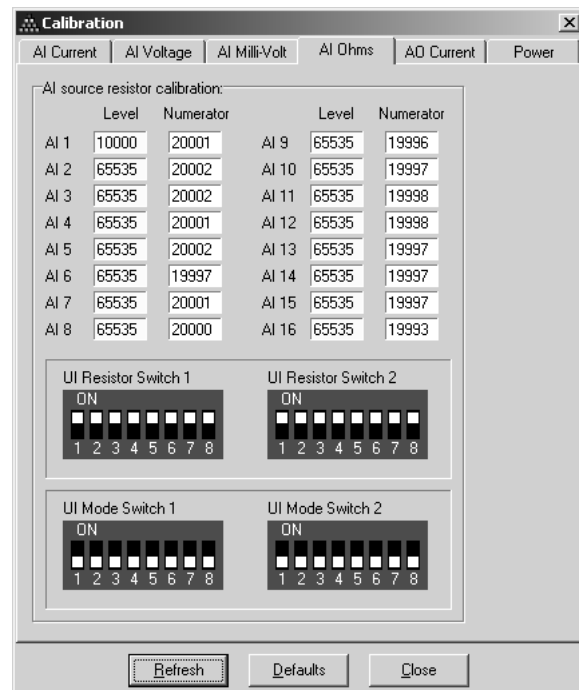 Calibration
AI Current AI Voltage AI Milli-Volt AI Ohms AO Current Power
AI source resistor calibration:
Level Numerator Level Numerator
AI 1 10000 20001 AI 9 65535 19996
AI 2 65535 20002 AI 10 65535 19997
AI 3 65535 20002 AI 11 65535 19998
AI 4 65535 20001 AI 12 65535 19998
AI 5 65535 20002 AI 13 65535 19997
AI 6 65535 19997 AI 14 65535 19997
AI 7 65535 20001 AI 15 65535 19997
AI 8 65535 20000 AI 16 65535 19993
UI Resistor Switch 1 UI Resistor Switch 2
ON ON
1 2 3 4 5 6 7 8 1 2 3 4 5 6 7 8
UI Mode Switch 1 UI Mode Switch 2
ON ON
1 2 3 4 5 6 7 8 1 2 3 4 5 6 7 8
Refresh Defaults Close